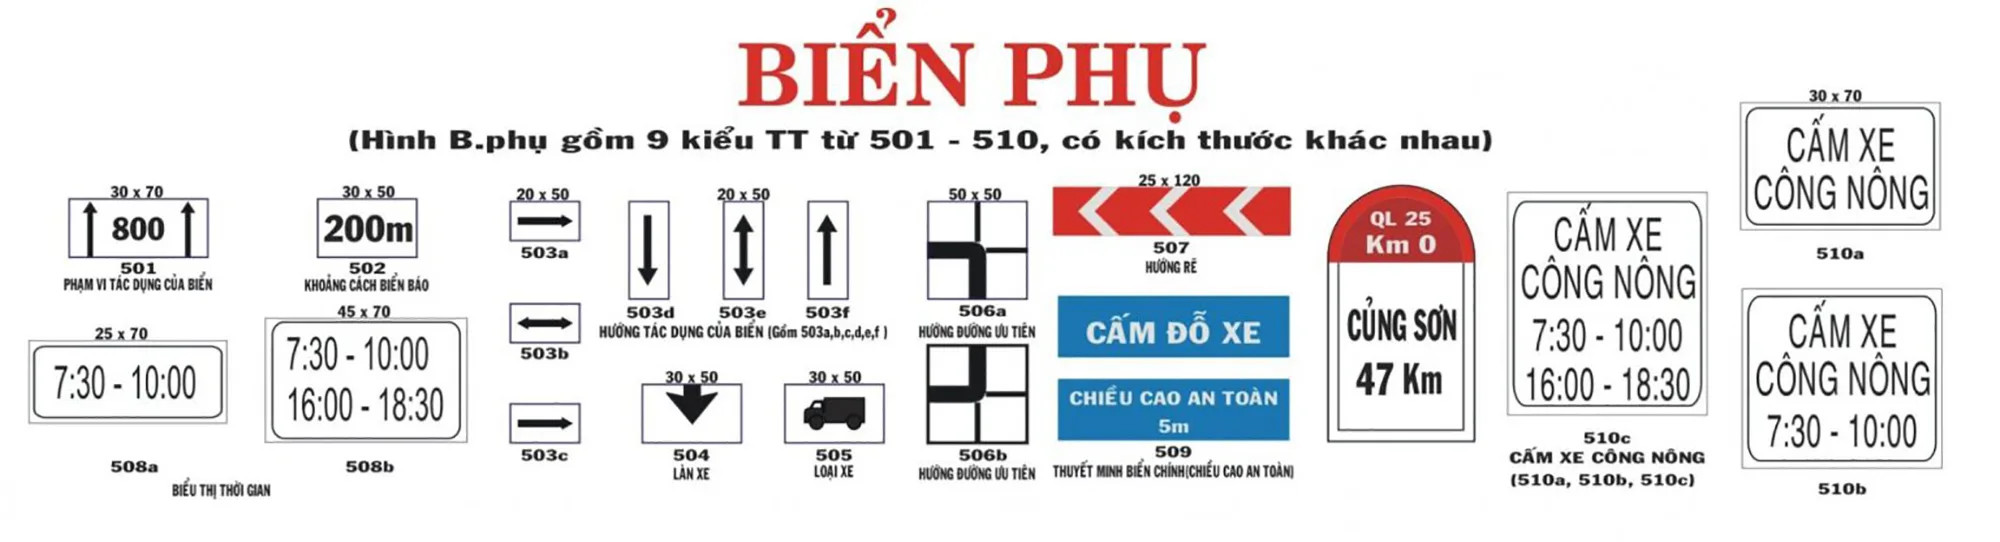 BIỂN PHỤ
(Hình B.phụ gồm 9 kiểu TT từ 501 - 510, có kích thước khác nhau)
30 x 70
800
501
PHẠM VI TÁC DỤNG CỦA BIỂN
30 x 50
200m
502
KHOẢNG CÁCH BIỂN BÁO
25 x 70
7:30 - 10:00
508a
45 x 70
7:30 - 10:00
16:00 - 18:30
508b
BIỂU THỊ THỜI GIAN
20 x 50
503a
503b
503c
20 x 50
503d
503e
503f
HƯỚNG TÁC DỤNG CỦA BIỂN (Gồm 503a,b,c,d,e,f )
30 x 50
504
LÀN XE
30 x 50
505
LOẠI XE
50 x 50
506a
HƯỚNG ĐƯỜNG ƯU TIÊN
506b
HƯỚNG ĐƯỜNG ƯU TIÊN
25 x 120
507
HƯỚNG RẼ
CẤM ĐỖ XE
CHIỀU CAO AN TOÀN
5m
509
THUYẾT MINH BIỂN CHÍNH(CHIỀU CAO AN TOÀN)
QL 25
Km 0
CỦNG SƠN
47 Km
CẤM XE
CÔNG NÔNG
7:30 - 10:00
16:00 - 18:30
510c
CẤM XE CÔNG NÔNG
(510a, 510b, 510c)
30 x 70
CẤM XE
CÔNG NÔNG
510a
CẤM XE
CÔNG NÔNG
7:30 - 10:00
510b